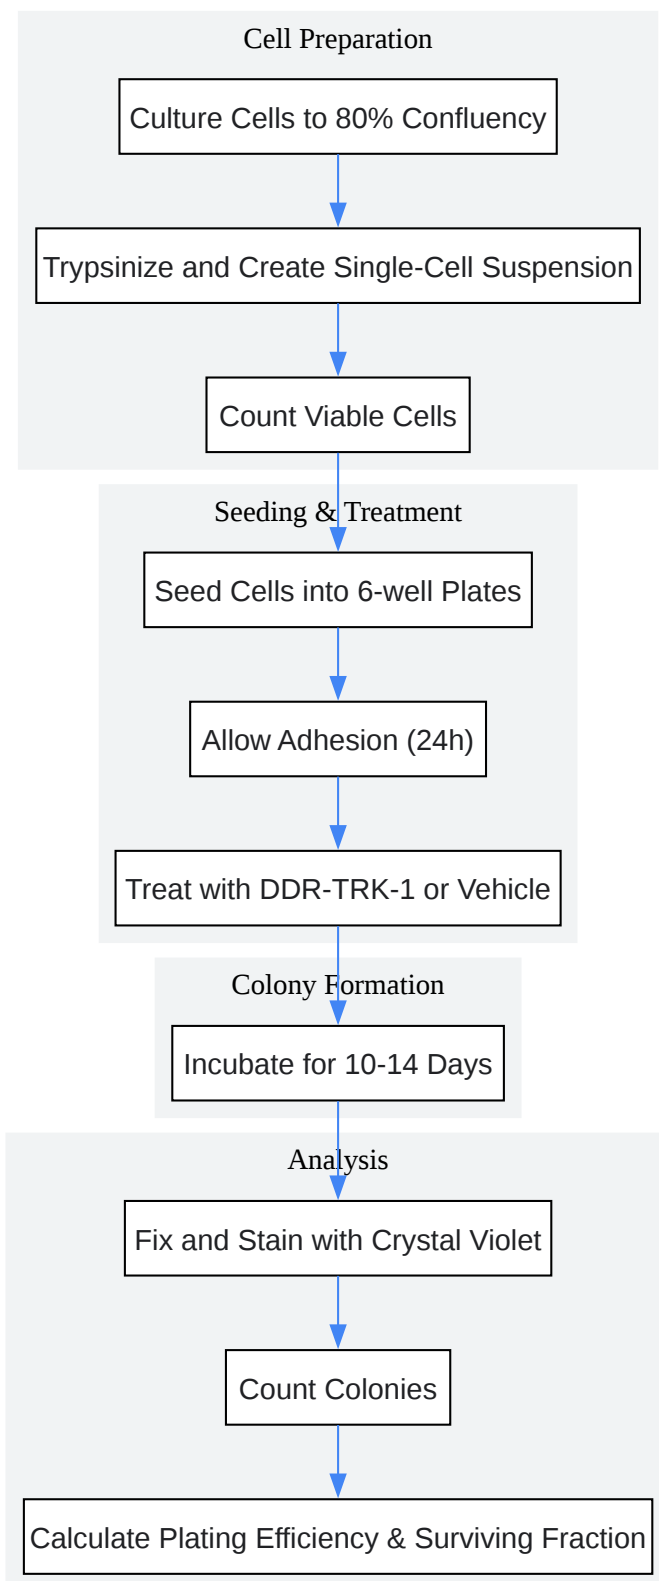 Cell Preparation
Culture Cells to 80% Confluency
Trypsinize and Create Single-Cell Suspension
Count Viable Cells
Seeding & Treatment
Seed Cells into 6-well Plates
Allow Adhesion (24h)
Treat with DDR-TRK-1 or Vehicle
Colony Formation
Incubate for 10-14 Days
Analysis
Fix and Stain with Crystal Violet
Count Colonies
Calculate Plating Efficiency & Surviving Fraction